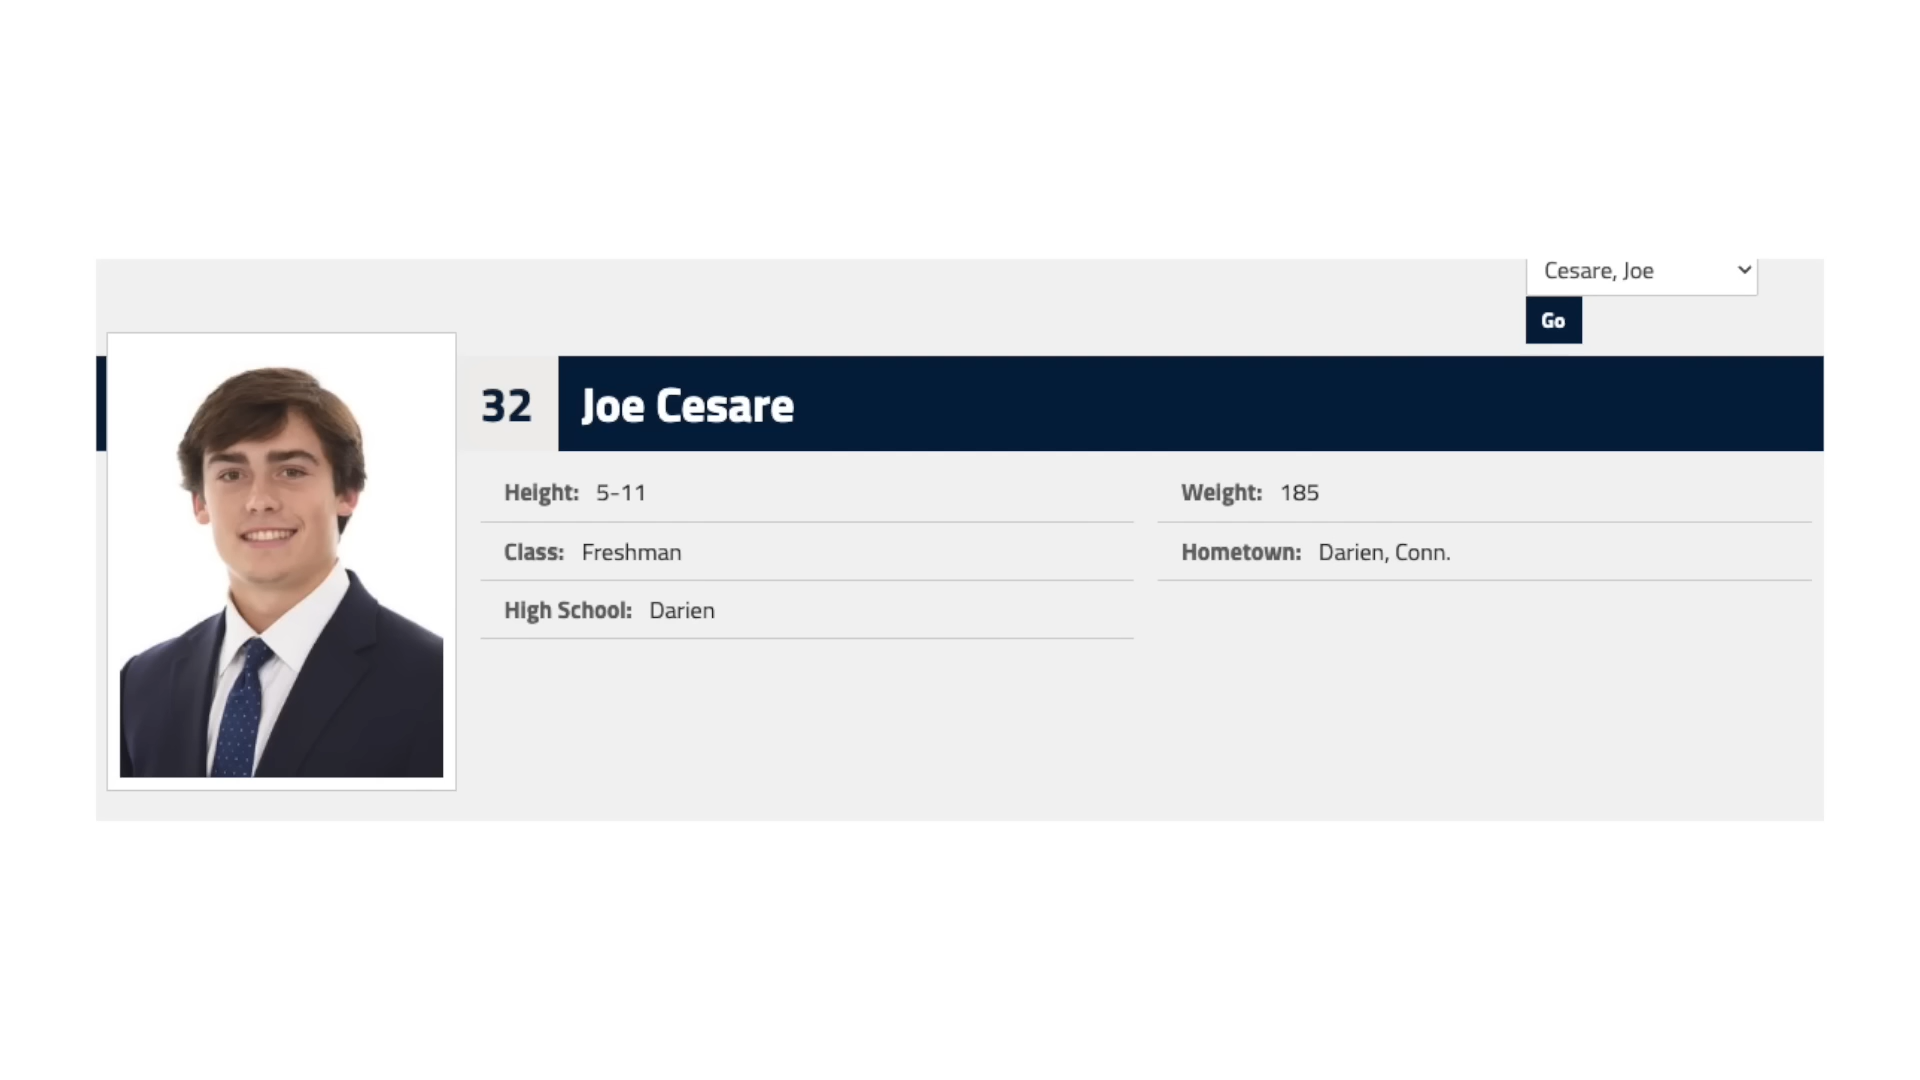 Cesare, Joe
Go
32 Joe Cesare
Height: 5-11 Weight: 185
Class: Freshman Hometown: Darien, Conn.
High School: Darien